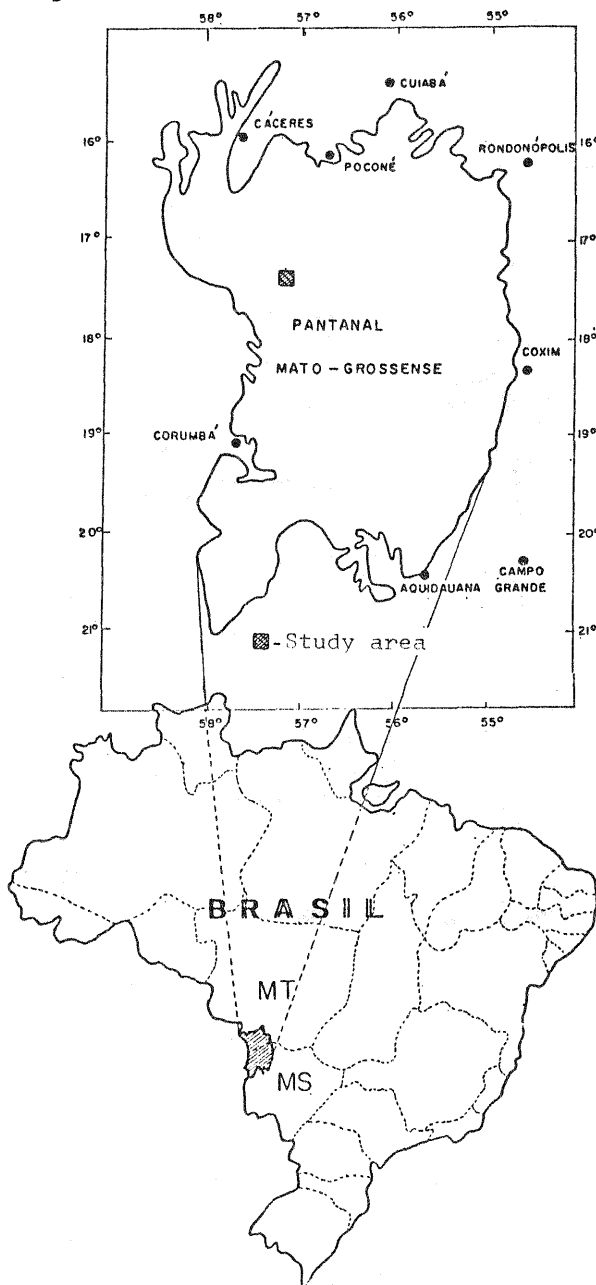 58° 57° 56° 55°
CUIABÁ
CÁCERES
16° 16°
RONDONÓPOLIS
POCONÉ
17° 17°
PANTANAL
18° 18°
MATO-GROSSENSE
COXIM
19° 19°
CORUMBÁ
20° 20°
AQUIDAUANA
CAMPO
GRANDE
21° 21°
-Study area
58° 57° 56° 55°
BRASIL
MT
MS